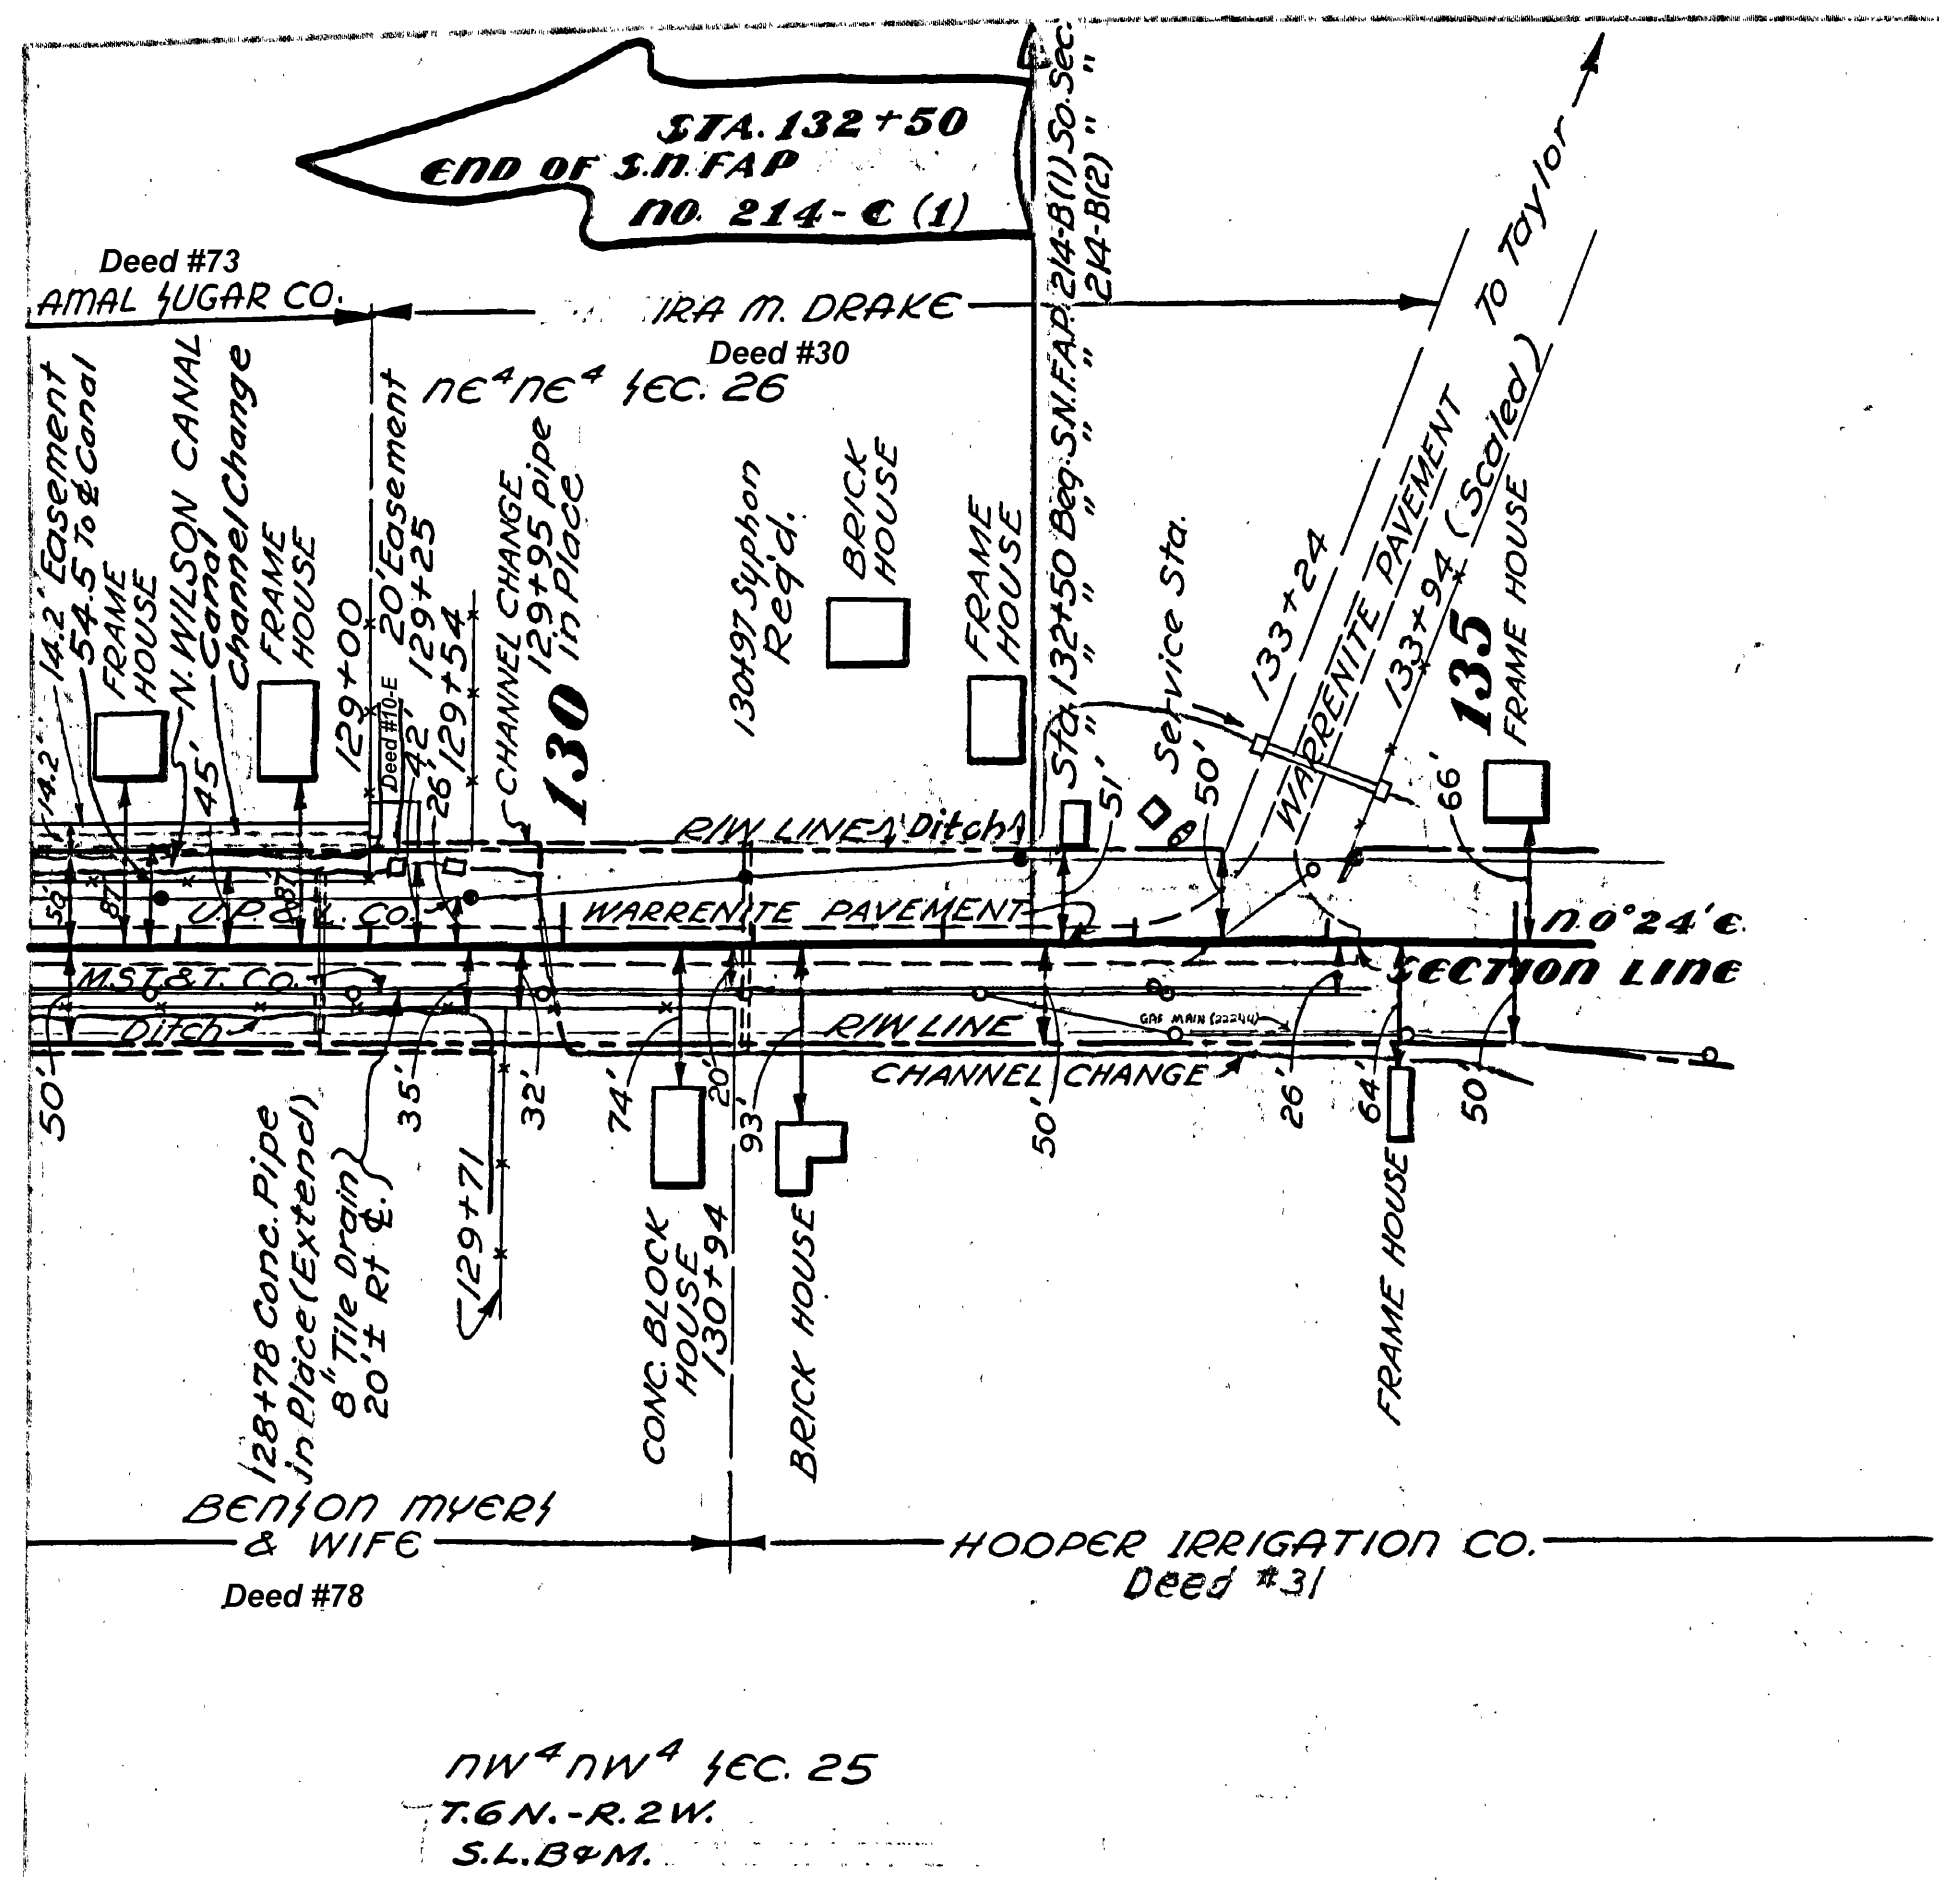 STA. 132+50
END OF S.N.FAP
NO. 214-C (1)
Sta. 132+50 Beg. S.N.F.A.P. 214-B(1) So. Sec.
" " " " " 214-B(2) " "
To Taylor
Deed #73
AMAL SUGAR CO.
IRA M. DRAKE
Deed #30
NE⁴NE⁴ SEC. 26
14.2' Easement
54.5 To ₵ Canal
FRAME
HOUSE
N. WILSON CANAL
Canal
Channel Change
FRAME
HOUSE
129+00
20' Easement
Deed #10-E
129+25
129+54
CHANNEL CHANGE
129+95 pipe
in Place
130
130+97 Syphon
Req'd.
BRICK
HOUSE
FRAME
HOUSE
Service Sta.
133+24
WARRENITE PAVEMENT
133+94 (Scaled)
135
FRAME HOUSE
14.2'
45'
42'
26'
51'
50'
66'
R/W LINE
Ditch
50'
87'
87'
U.P.& L. Co.
WARRENITE PAVEMENT
N.0°24'E.
SECTION LINE
M.S.T.&T. CO.
Ditch
R/W LINE
GAS MAIN (22244)
CHANNEL CHANGE
50'
35'
32'
74'
20'
93'
50'
26'
64'
50'
128+78 Conc. Pipe
in Place (Extend)
8" Tile Drain
20'± Rt ₵.
129+71
CONC. BLOCK
HOUSE
130+94
BRICK HOUSE
FRAME HOUSE
BENSON MYERS
& WIFE
Deed #78
HOOPER IRRIGATION CO.
Deed #31
NW⁴NW⁴ SEC. 25
T.6N.-R.2W.
S.L.B&M.